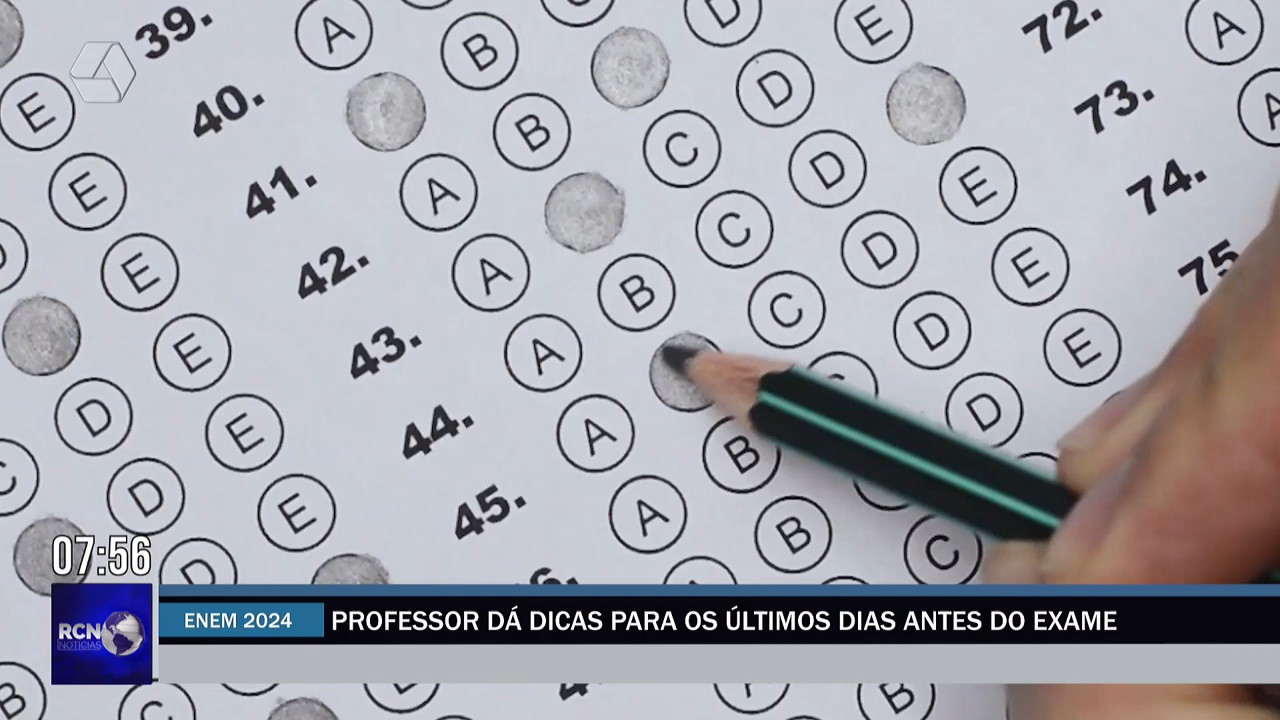 39.
E 40. A
D E 41. B C
E 42. A B D
C D E 43. A C D E
D E 44. A B C D 72.
D 45. A C D E 73. A
A B C D E 74. A
A B D E 75
A C
B C B
07:56
RCN
NOTÍCIAS
ENEM 2024
PROFESSOR DÁ DICAS PARA OS ÚLTIMOS DIAS ANTES DO EXAME